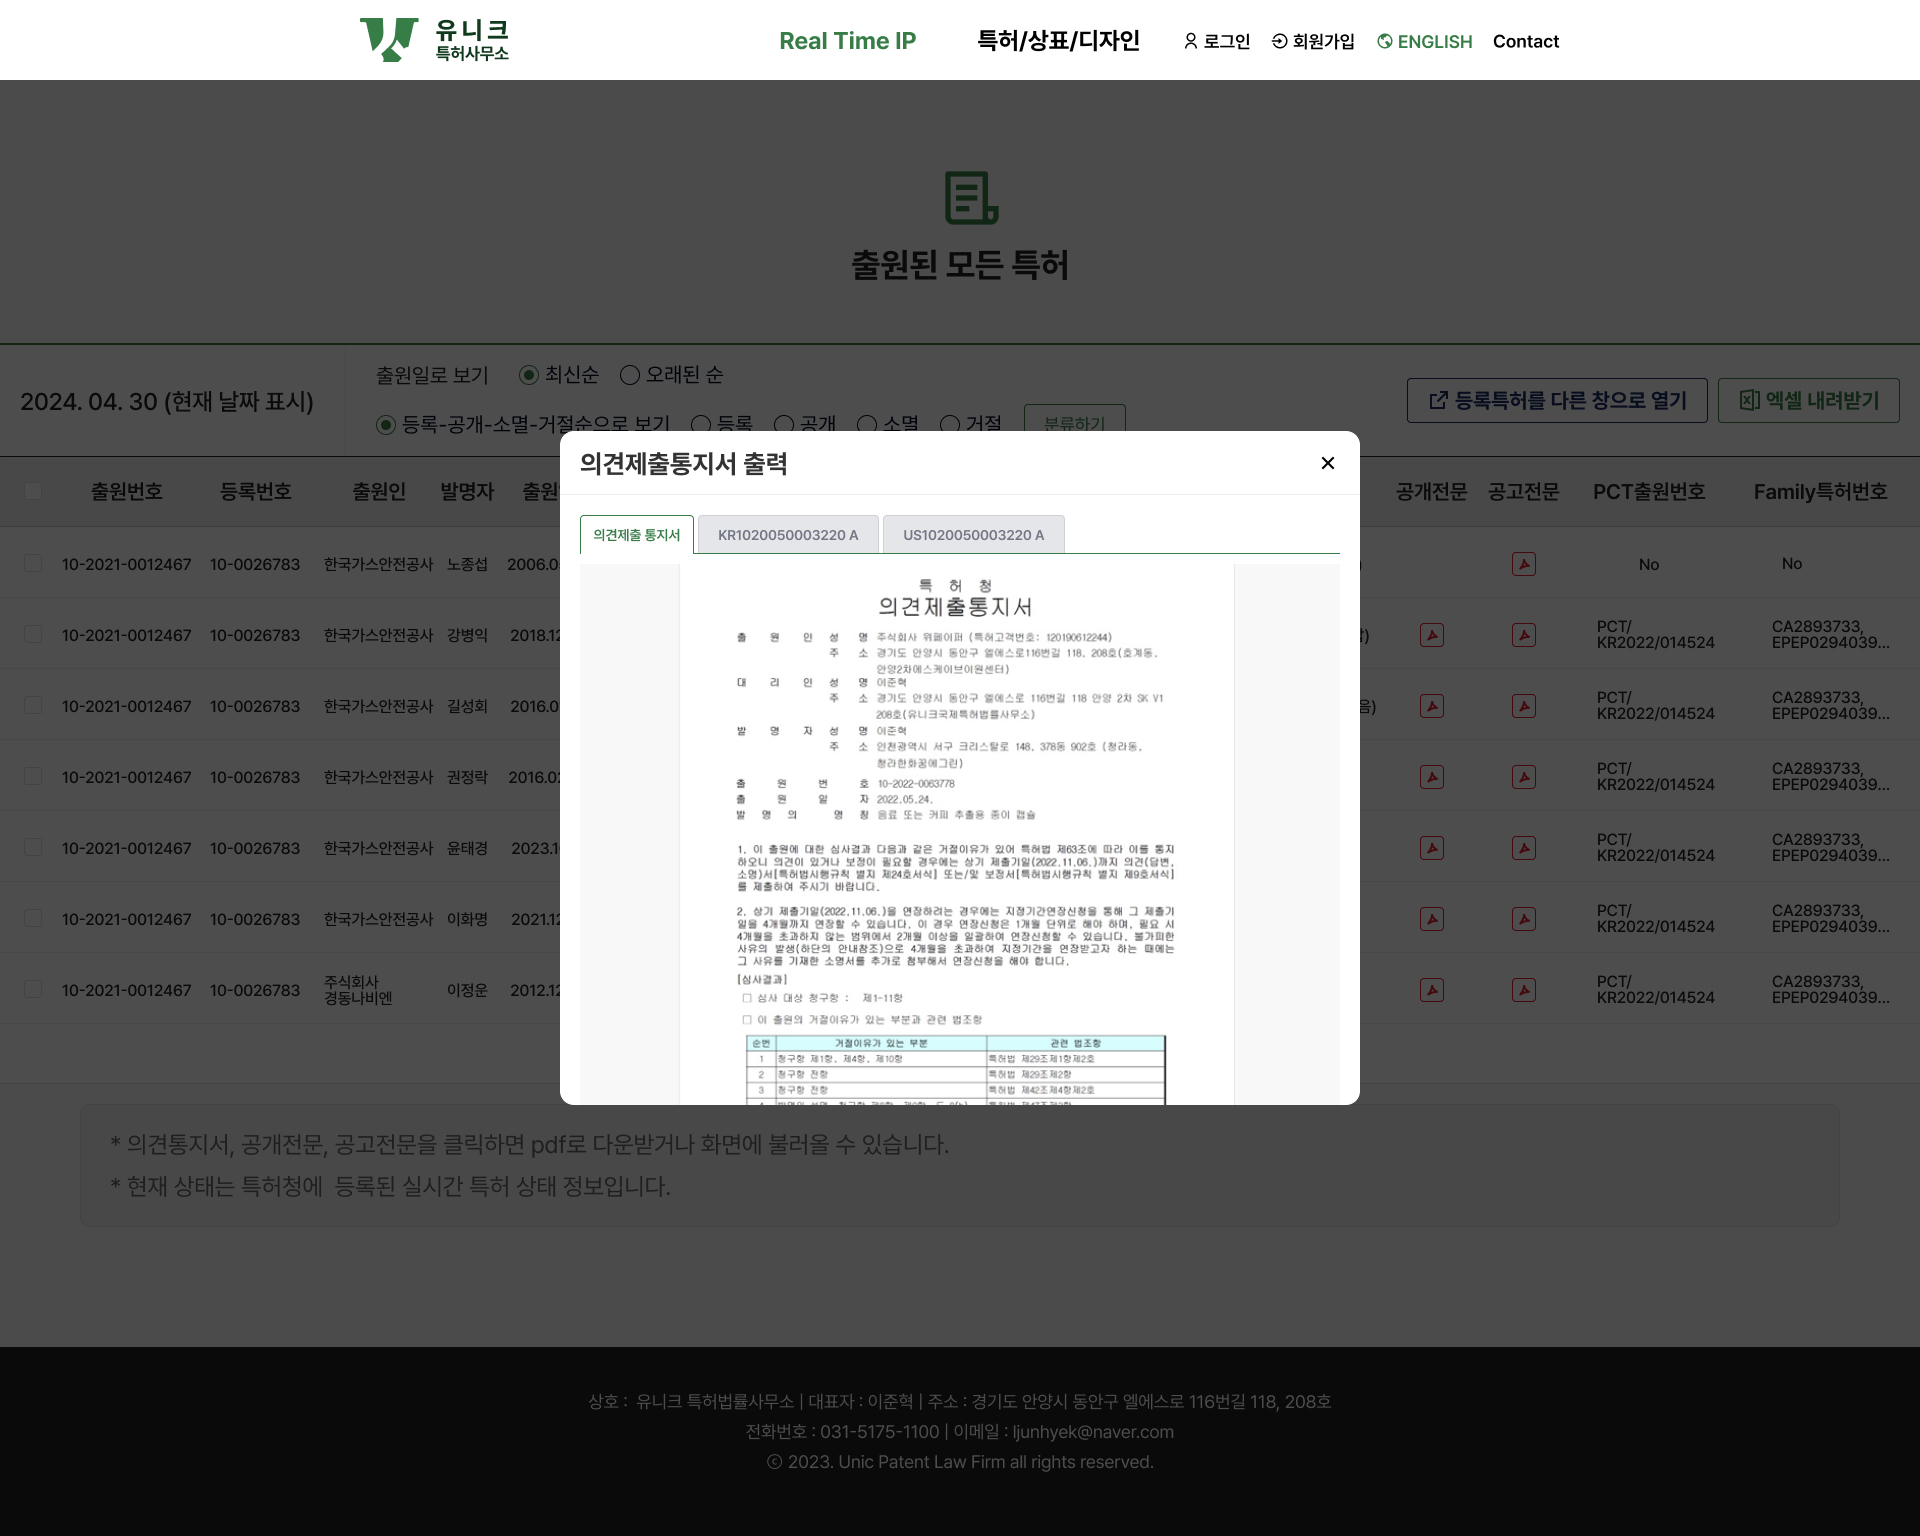 유니크
특허사무소
Real Time IP
특허/상표/디자인
로그인
회원가입
ENGLISH
Contact
출원된 모든 특허
2024. 04. 30 (현재 날짜 표시)
출원일로 보기 최신순 오래된 순
등록-공개-소멸-거절순으로 보기 등록 공개 소멸 거절 분류하기
등록특허를 다른 창으로 열기
엑셀 내려받기
출원번호 등록번호 출원인 발명자 출원 공개전문 공고전문 PCT출원번호 Family특허번호
10-2021-0012467 10-0026783 한국가스안전공사 노종섭 2006.0 No No
10-2021-0012467 10-0026783 한국가스안전공사 강병익 2018.12 PCT/ KR2022/014524 CA2893733, EPEP0294039...
10-2021-0012467 10-0026783 한국가스안전공사 길성회 2016.0 음) PCT/ KR2022/014524 CA2893733, EPEP0294039...
10-2021-0012467 10-0026783 한국가스안전공사 권정락 2016.02 PCT/ KR2022/014524 CA2893733, EPEP0294039...
10-2021-0012467 10-0026783 한국가스안전공사 윤태경 2023.1 PCT/ KR2022/014524 CA2893733, EPEP0294039...
10-2021-0012467 10-0026783 한국가스안전공사 이화명 2021.12 PCT/ KR2022/014524 CA2893733, EPEP0294039...
10-2021-0012467 10-0026783 주식회사 경동나비엔 이정운 2012.12 PCT/ KR2022/014524 CA2893733, EPEP0294039...
의견제출통지서 출력
의견제출 통지서
KR1020050003220 A
US1020050003220 A
특 허 청
의견제출통지서
출 원 인 성 명 주식회사 위페이퍼 (특허고객번호: 120190612244)
주 소 경기도 안양시 동안구 엘에스로116번길 118, 208호(호계동,
안양2차에스케이브이원센터)
대 리 인 성 명 이준혁
주 소 경기도 안양시 동안구 엘에스로 116번길 118 안양 2차 SK V1
208호(유니크국제특허법률사무소)
발 명 자 성 명 이준혁
주 소 인천광역시 서구 크리스탈로 148, 378동 902호 (청라동,
청라한화꿈에그린)
출 원 번 호 10-2022-0063778
출 원 일 자 2022.05.24.
발 명 의 명 칭 음료 또는 커피 추출용 종이 캡슐
1. 이 출원에 대한 심사결과 다음과 같은 거절이유가 있어 특허법 제63조에 따라 이를 통지
하오니 의견이 있거나 보정이 필요할 경우에는 상기 제출기일(2022.11.06.)까지 의견(답변,
소명)서[특허법시행규칙 별지 제24호서식] 또는/및 보정서[특허법시행규칙 별지 제9호서식]
를 제출하여 주시기 바랍니다.
2. 상기 제출기일(2022.11.06.)을 연장하려는 경우에는 지정기간연장신청을 통해 그 제출기
일을 4개월까지 연장할 수 있습니다. 이 경우 연장신청은 1개월 단위로 해야 하며, 필요 시
4개월을 초과하지 않는 범위에서 2개월 이상을 일괄하여 연장신청할 수 있습니다. 불가피한
사유의 발생(하단의 안내참조)으로 4개월을 초과하여 지정기간을 연장받고자 하는 때에는
그 사유를 기재한 소명서를 추가로 첨부해서 연장신청을 해야 합니다.
[심사결과]
□ 심사 대상 청구항 : 제1-11항
□ 이 출원의 거절이유가 있는 부분과 관련 법조항
순번 거절이유가 있는 부분 관련 법조항
1 청구항 제1항, 제4항, 제10항 특허법 제29조제1항제2호
2 청구항 전항 특허법 제29조제2항
3 청구항 전항 특허법 제42조제4항제2호
* 의견통지서, 공개전문, 공고전문을 클릭하면 pdf로 다운받거나 화면에 불러올 수 있습니다.
* 현재 상태는 특허청에 등록된 실시간 특허 상태 정보입니다.
상호 : 유니크 특허법률사무소 | 대표자 : 이준혁 | 주소 : 경기도 안양시 동안구 엘에스로 116번길 118, 208호
전화번호 : 031-5175-1100 | 이메일 : ljunhyek@naver.com
ⓒ 2023. Unic Patent Law Firm all rights reserved.